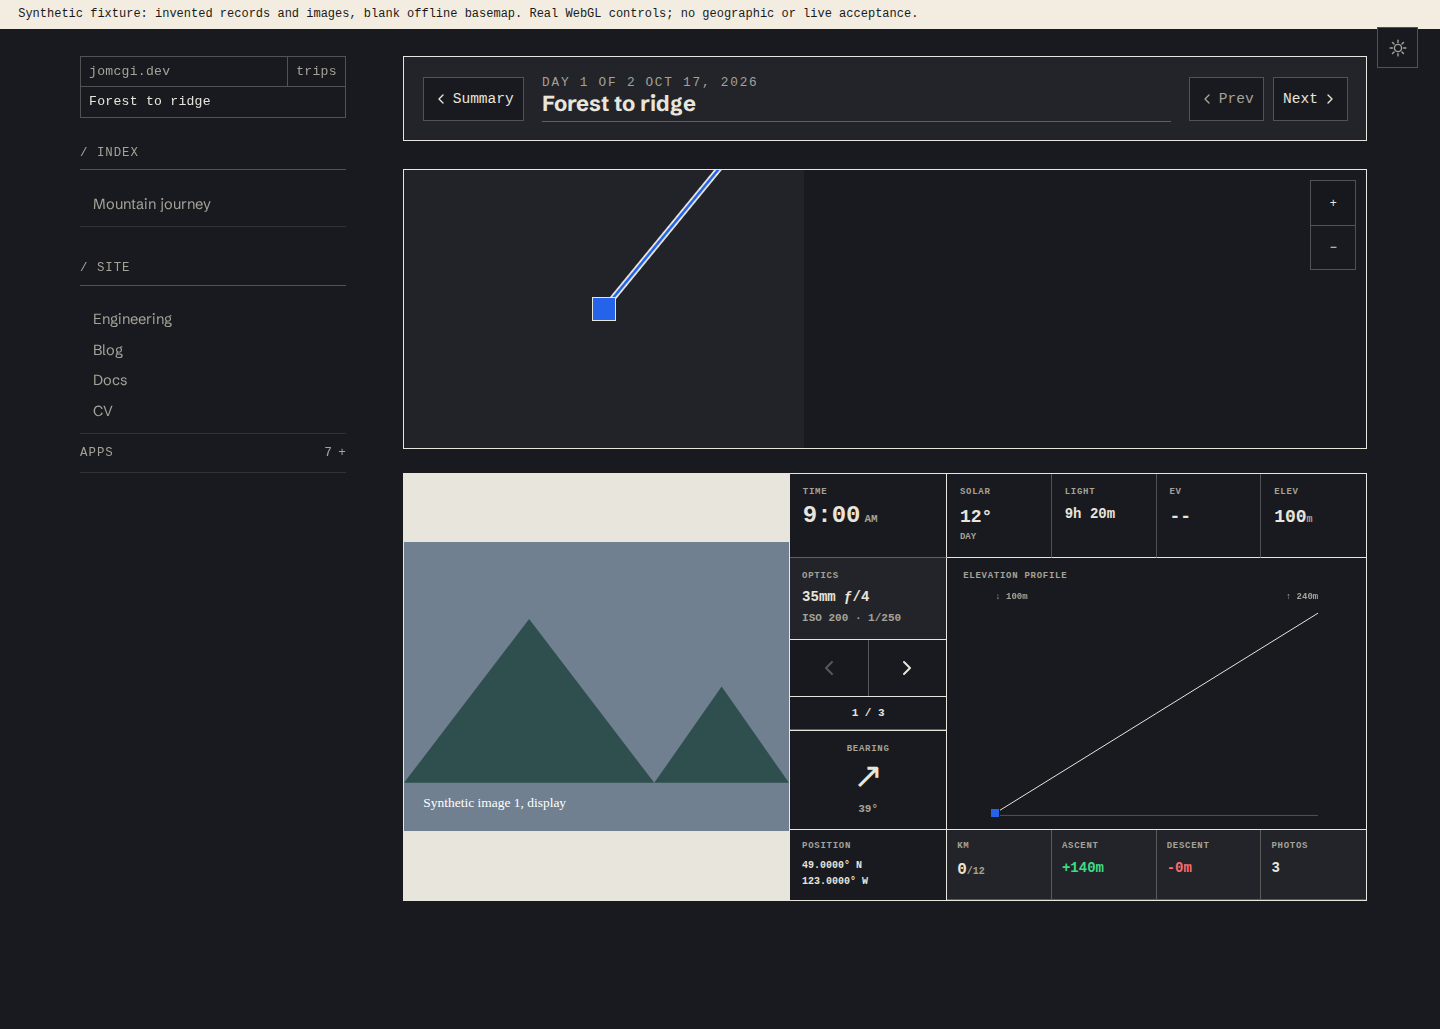 Synthetic fixture: invented records and images, blank offline basemap. Real WebGL controls; no geographic or live acceptance.
jomcgi.dev trips
Forest to ridge
/ INDEX
Mountain journey
/ SITE
Engineering
Blog
Docs
CV
APPS 7 +
Summary
DAY 1 OF 2 OCT 17, 2026
Forest to ridge
Prev
Next
+
−
Synthetic image 1, display
TIME
9:00 AM
SOLAR
12°
DAY
LIGHT
9h 20m
EV
--
ELEV
100m
OPTICS
35mm ƒ/4
ISO 200 · 1/250
1 / 3
BEARING
↗
39°
ELEVATION PROFILE
↓ 100m
↑ 240m
POSITION
49.0000° N
123.0000° W
KM
0/12
ASCENT
+140m
DESCENT
-0m
PHOTOS
3